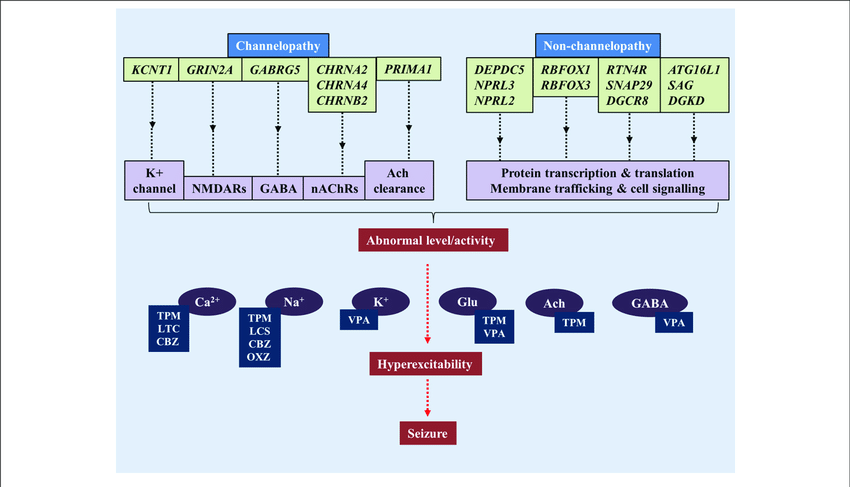 Channelopathy
Non-channelopathy
KCNT1
GRIN2A
GABRG5
CHRNA2
CHRNA4
CHRNB2
PRIMA1
DEPDC5
NPRL3
NPRL2
RBFOX1
RBFOX3
RTN4R
SNAP29
DGCR8
ATG16L1
SAG
DGKD
K+
channel
NMDARs
GABA
nAChRs
Ach
clearance
Protein transcription & translation
Membrane trafficking & cell signalling
Abnormal level/activity
Ca²⁺
TPM
LTC
CBZ
Na⁺
TPM
LCS
CBZ
OXZ
K⁺
VPA
Glu
TPM
VPA
Ach
TPM
GABA
VPA
Hyperexcitability
Seizure